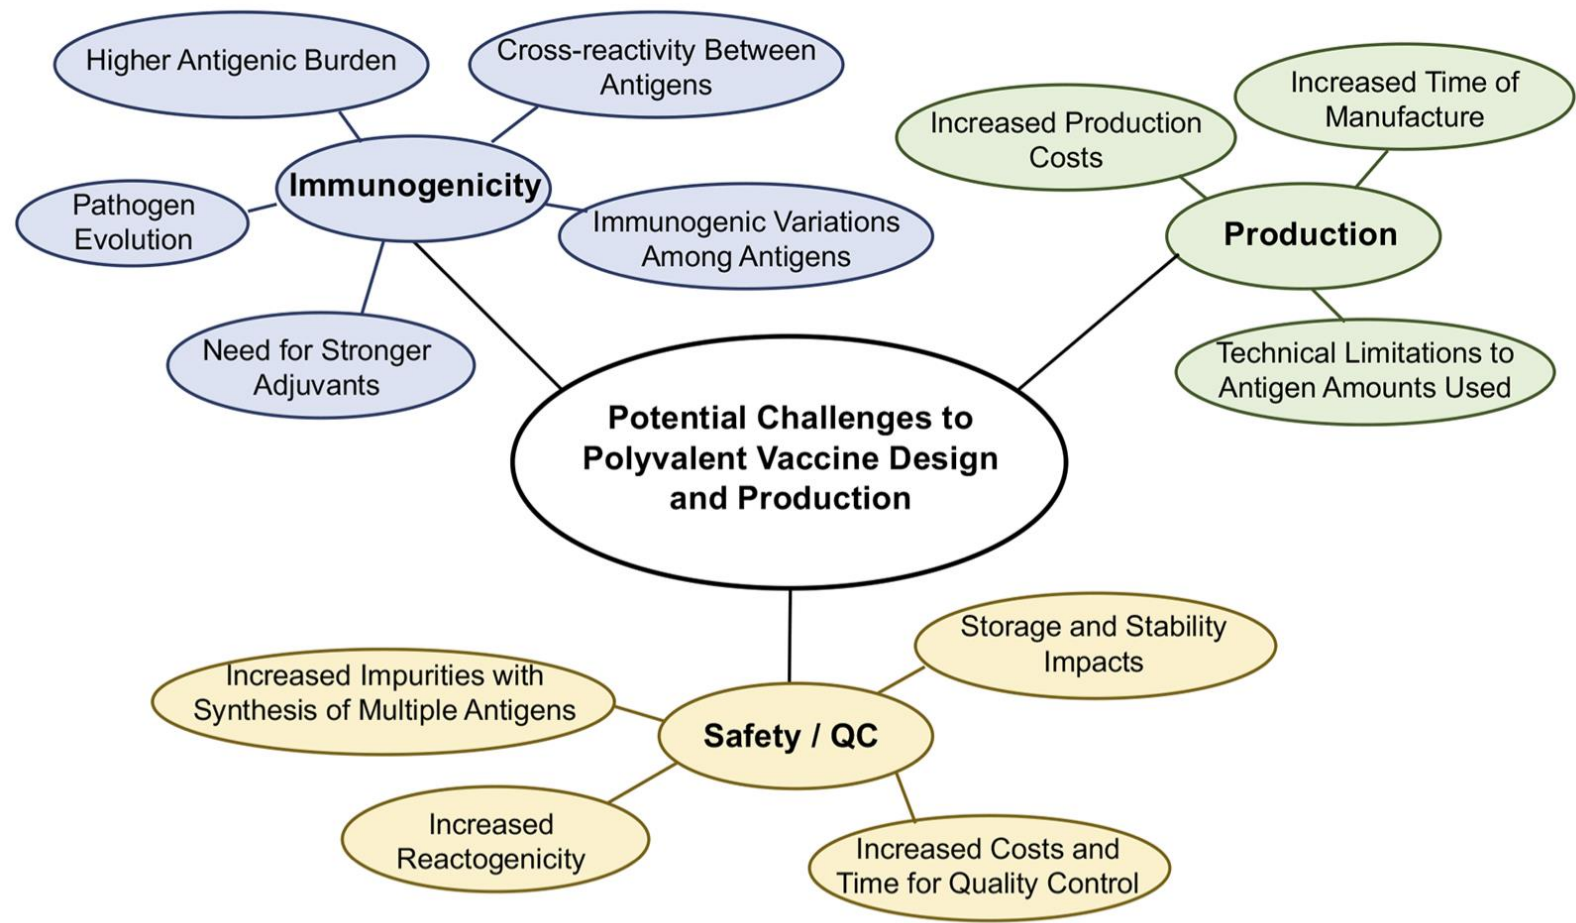 Higher Antigenic Burden
Cross-reactivity Between
Antigens
Immunogenicity
Pathogen
Evolution
Immunogenic Variations
Among Antigens
Need for Stronger
Adjuvants
Increased Production
Costs
Increased Time of
Manufacture
Production
Technical Limitations to
Antigen Amounts Used
Potential Challenges to
Polyvalent Vaccine Design
and Production
Increased Impurities with
Synthesis of Multiple Antigens
Storage and Stability
Impacts
Safety / QC
Increased
Reactogenicity
Increased Costs and
Time for Quality Control